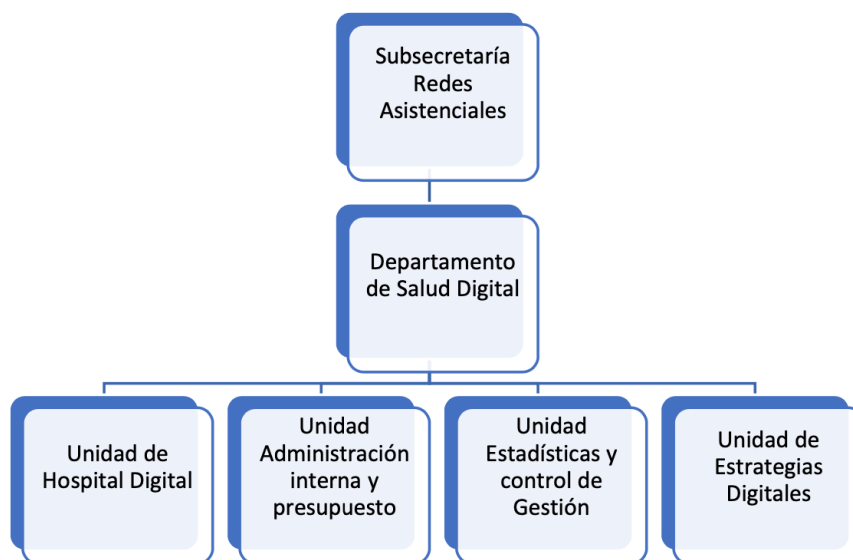 Subsecretaría
Redes
Asistenciales
Departamento
de Salud Digital
Unidad de
Hospital Digital
Unidad
Administración
interna y
presupuesto
Unidad
Estadísticas y
control de
Gestión
Unidad de
Estrategias
Digitales